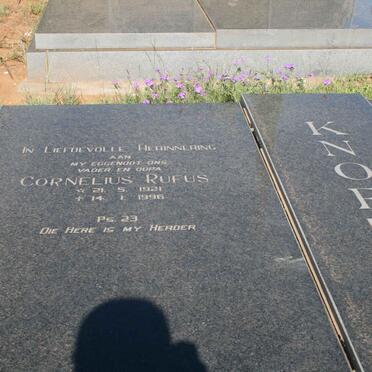 In Liefdevolle Herinnering
aan
my eggenoot ons
vader en oupa
Cornelius Rufus
☆ 21. 5. 1921
✝ 14. 1. 1996
Ps. 23
Die Here is my Herder